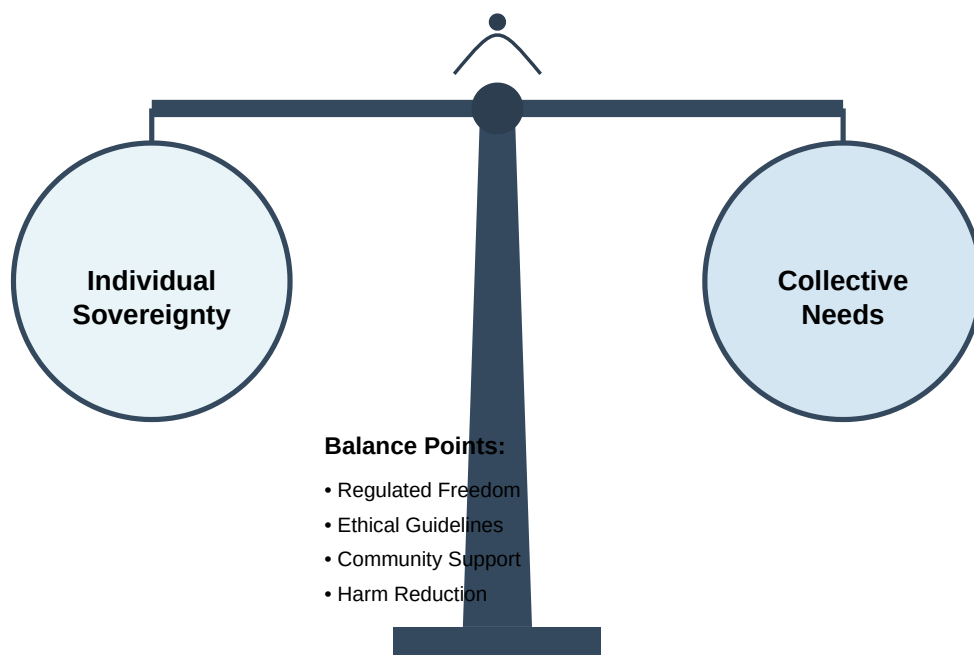 Individual
Sovereignty
Collective
Needs
Balance Points:
• Regulated Freedom
• Ethical Guidelines
• Community Support
• Harm Reduction